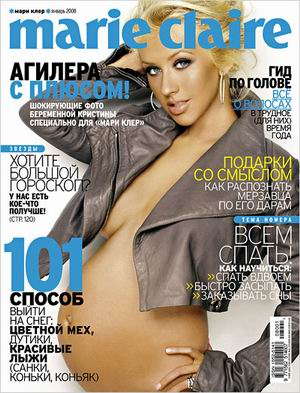 мари клер январь 2008
marie claire
АГИЛЕРА
С ПЛЮСОМ!
ШОКИРУЮЩИЕ ФОТО
БЕРЕМЕННОЙ КРИСТИНЫ
СПЕЦИАЛЬНО ДЛЯ «МАРИ КЛЕР»
ЗВЕЗДЫ
ХОТИТЕ
БОЛЬШОЙ
ГОРОСКОП?
У НАС ЕСТЬ
КОЕ-ЧТО
ПОЛУЧШЕ!
(СТР. 120)
101
СПОСОБ
ВЫЙТИ
НА СНЕГ:
ЦВЕТНОЙ МЕХ,
ДУТИКИ,
КРАСИВЫЕ
ЛЫЖИ
(САНКИ,
КОНЬКИ, КОНЬЯК)
ГИД
ПО ГОЛОВЕ
ВСЁ
О ВОЛОСАХ
В ТРУДНОЕ
(ДЛЯ НИХ)
ВРЕМЯ
ГОДА
ПОДАРКИ
СО СМЫСЛОМ
КАК РАСПОЗНАТЬ
МЕРЗАВЦА
ПО ЕГО ДАРАМ
ТЕМА НОМЕРА
ВСЕМ
СПАТЬ!
КАК НАУЧИТЬСЯ:
СПАТЬ ВДВОЕМ
БЫСТРО ЗАСЫПАТЬ
ЗАКАЗЫВАТЬ СНЫ